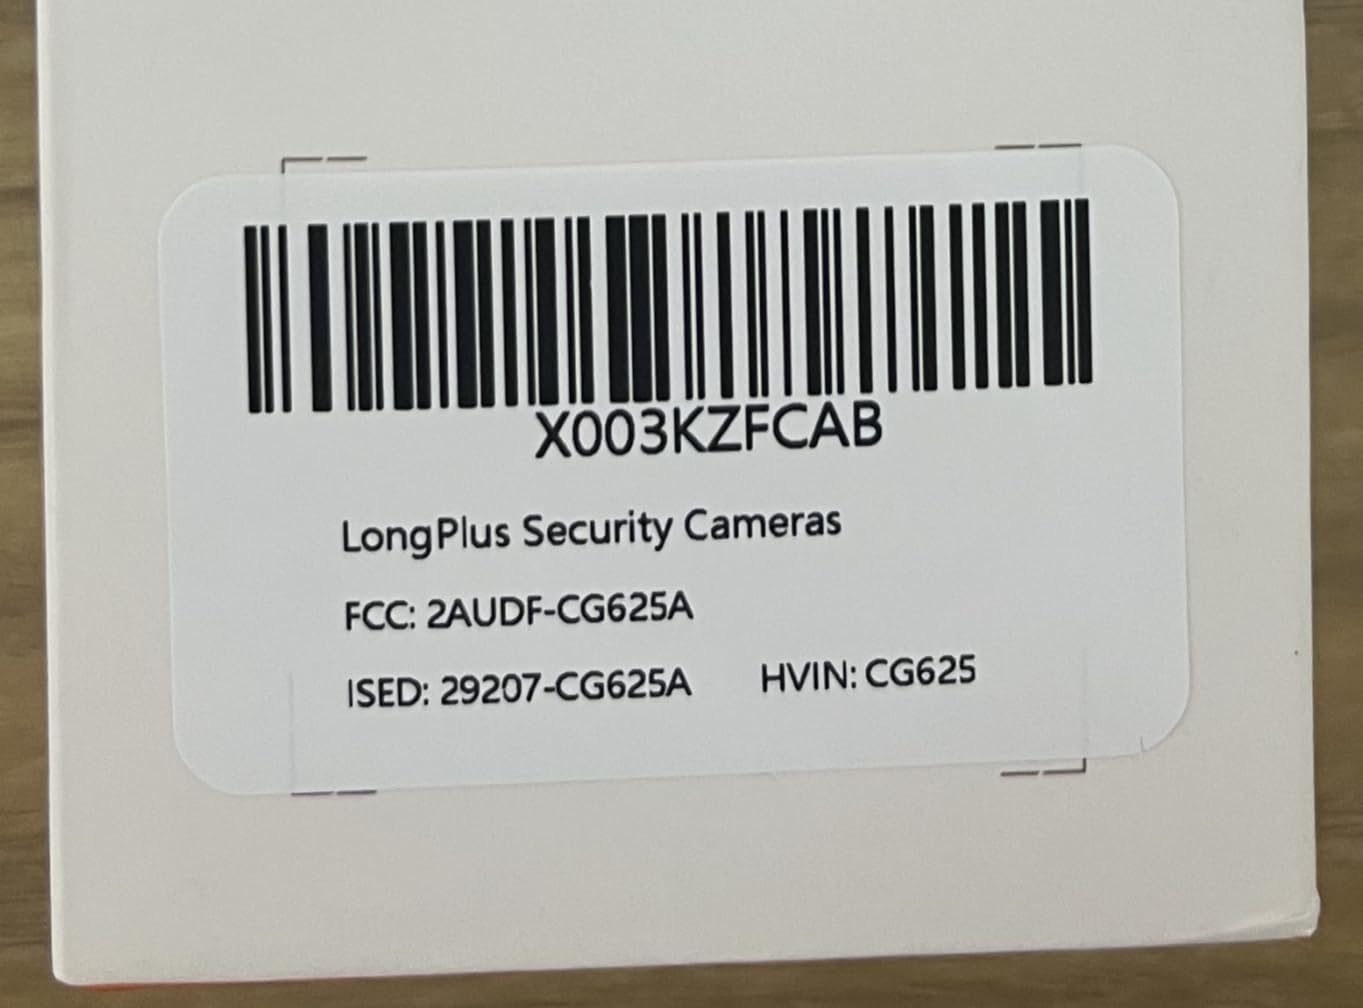 X003KZFCAB
LongPlus Security Cameras
FCC: 2AUDF-CG625A
ISED: 29207-CG625A HVIN: CG625